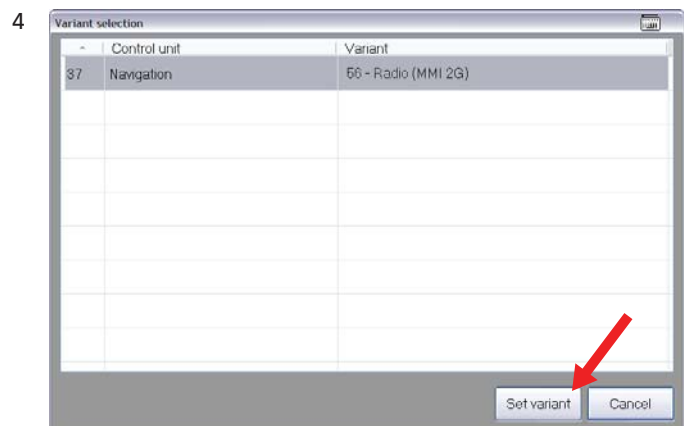 4
Variant selection
Control unit Variant
37 Navigation 56 - Radio (MMI 2G)
Set variant Cancel